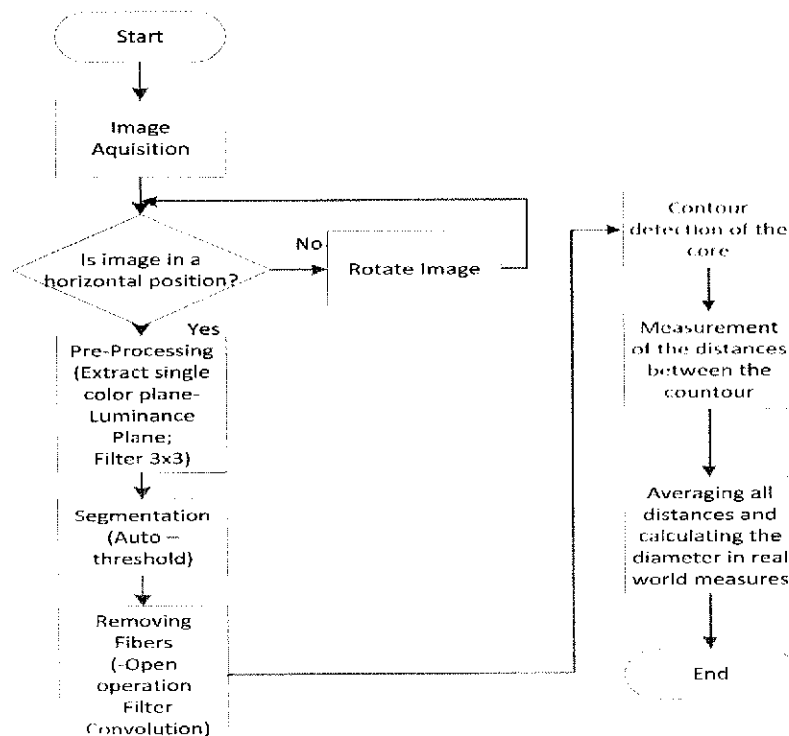 Start
Image
Aquisition
Is image in a
horizontal position?
No
Rotate Image
Yes
Pre-Processing
(Extract single
color plane-
Luminance
Plane;
Filter 3x3)
Segmentation
(Auto –
threshold)
Removing
Fibers
(-Open
operation
Filter
Convolution)
Contour
detection of the
core
Measurement
of the distances
between the
countour
Averaging all
distances and
calculating the
diameter in real
world measures
End